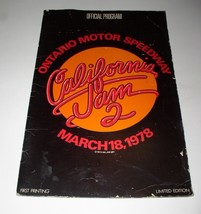 OFFICIAL PROGRAM
ONTARIO MOTOR SPEEDWAY
California
Jam
2
MARCH 18, 1978
FIRST PRINTING
LIMITED EDITION